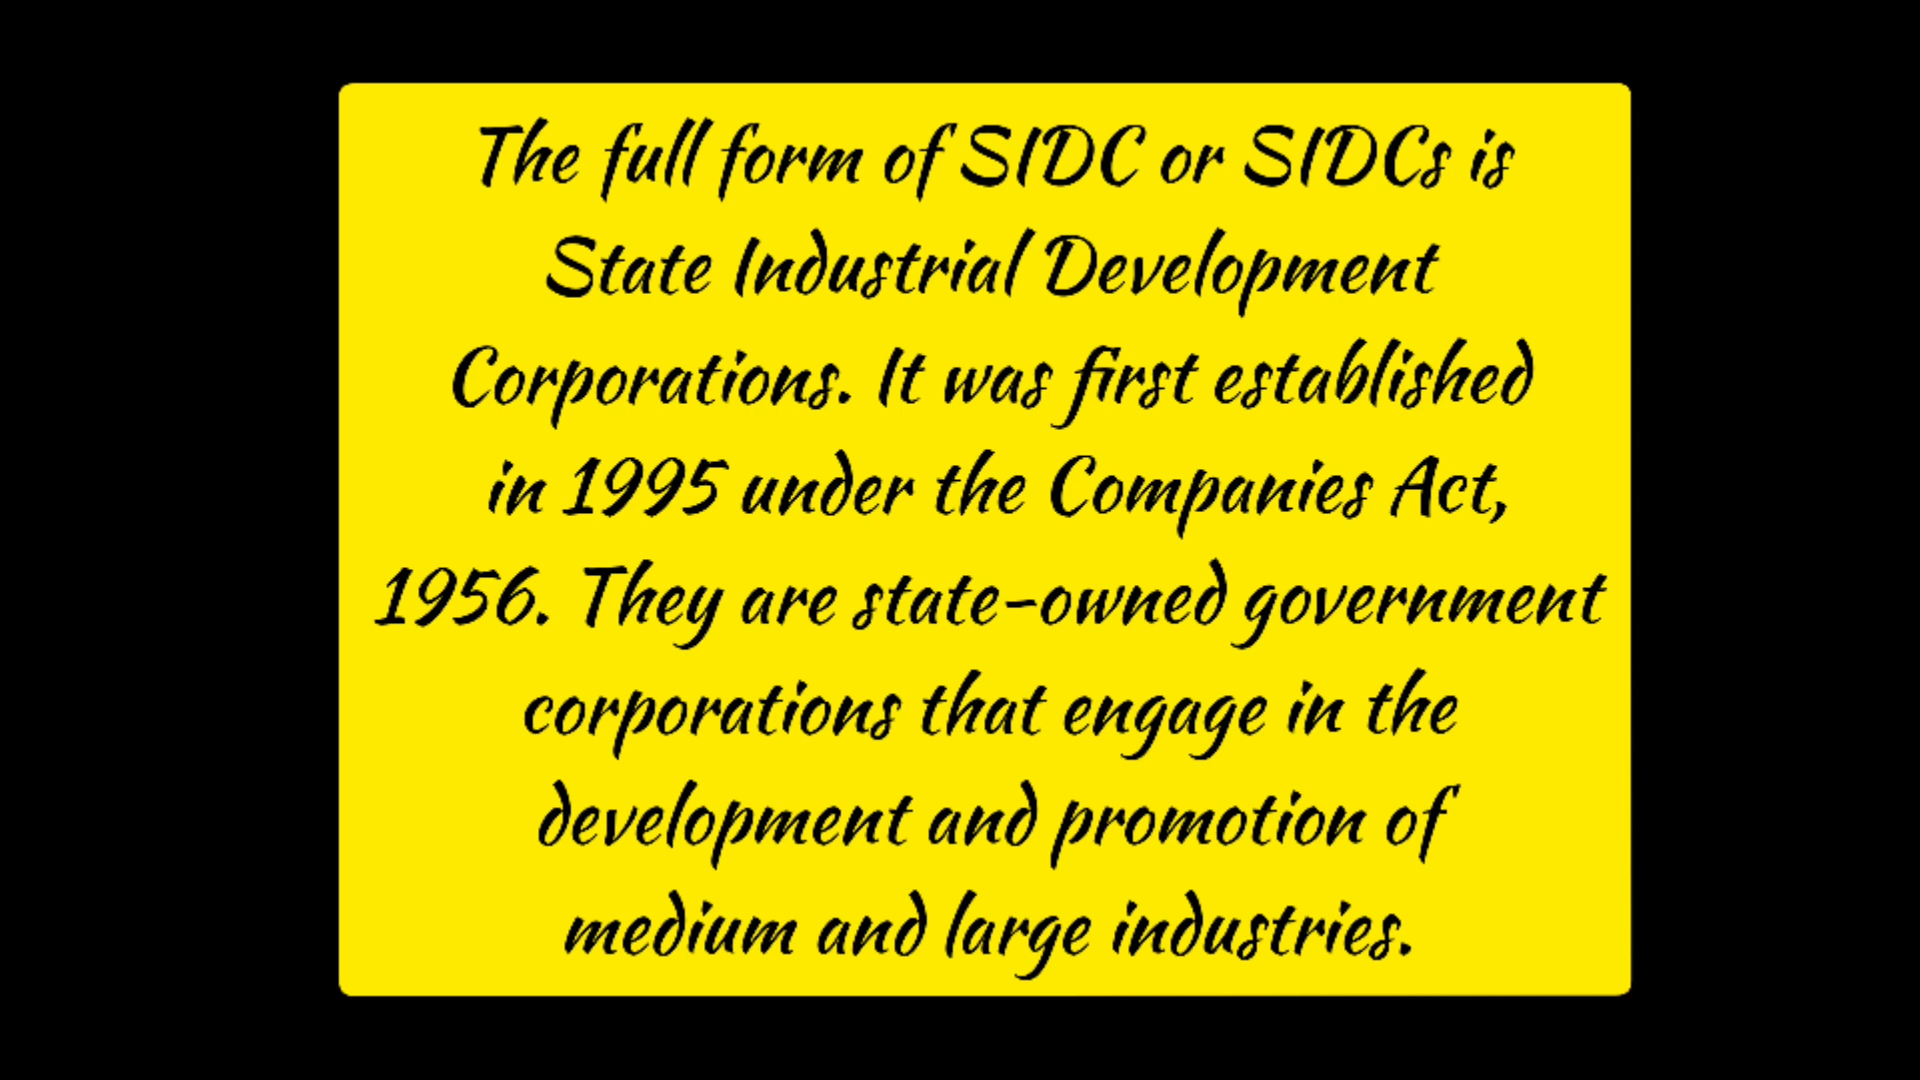 The full form of SIDC or SIDCs is
State Industrial Development
Corporations. It was first established
in 1995 under the Companies Act,
1956. They are state-owned government
corporations that engage in the
development and promotion of
medium and large industries.